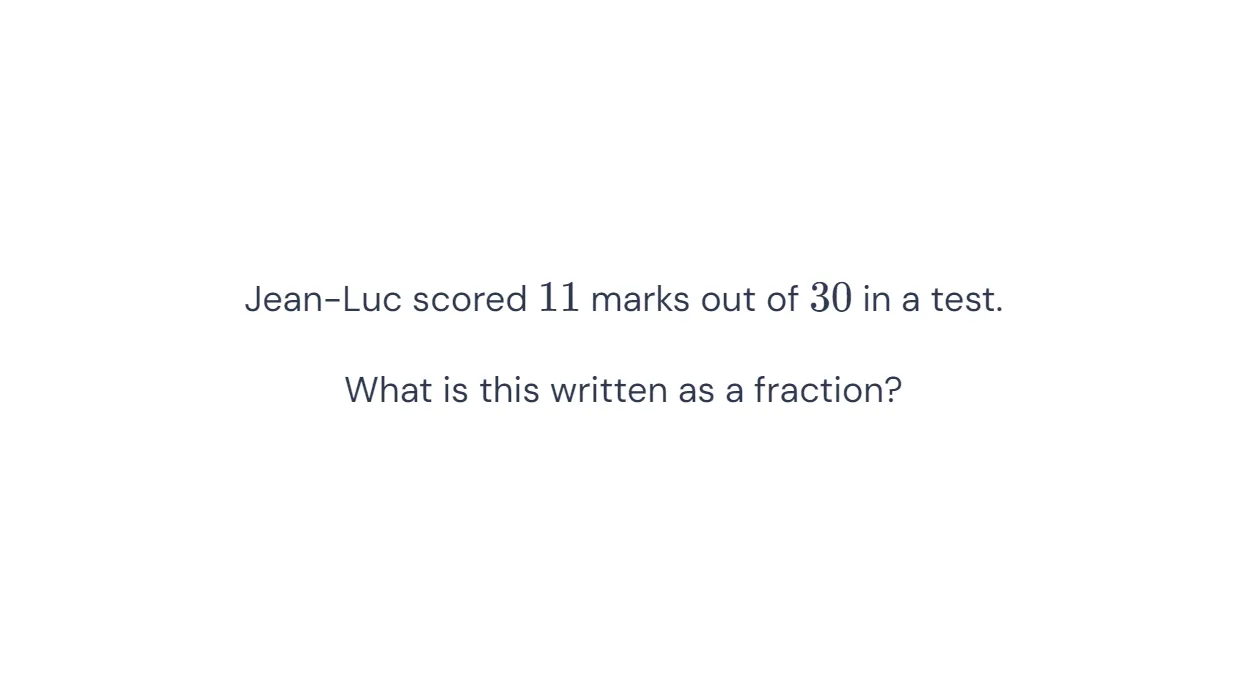 Jean-Luc scored 11 marks out of 30 in a test.
What is this written as a fraction?